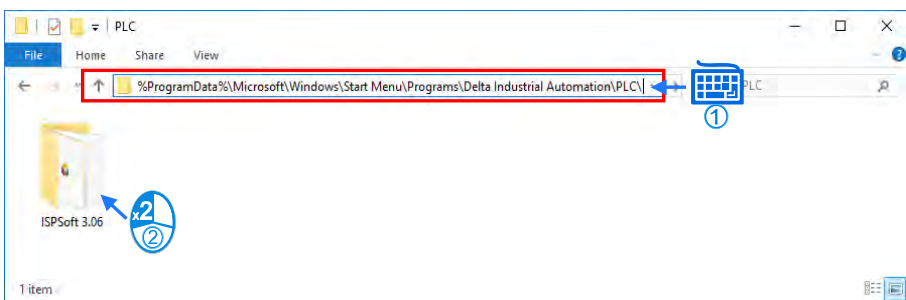 PLC
File Home Share View
%ProgramData%\Microsoft\Windows\Start Menu\Programs\Delta Industrial Automation\PLC\ PLC
1
ISPSoft 3.06
x2
2
1 item